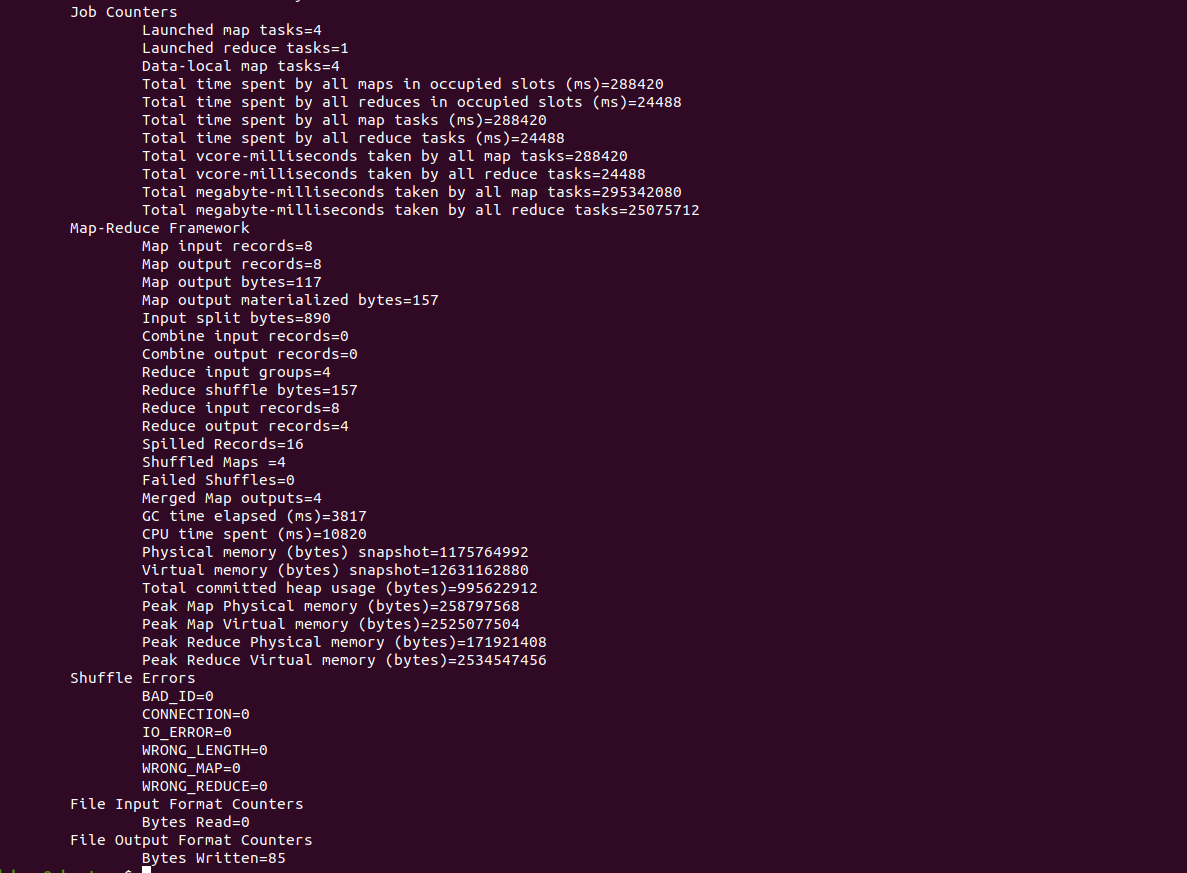 Job Counters
Launched map tasks=4
Launched reduce tasks=1
Data-local map tasks=4
Total time spent by all maps in occupied slots (ms)=288420
Total time spent by all reduces in occupied slots (ms)=24488
Total time spent by all map tasks (ms)=288420
Total time spent by all reduce tasks (ms)=24488
Total vcore-milliseconds taken by all map tasks=288420
Total vcore-milliseconds taken by all reduce tasks=24488
Total megabyte-milliseconds taken by all map tasks=295342080
Total megabyte-milliseconds taken by all reduce tasks=25075712
Map-Reduce Framework
Map input records=8
Map output records=8
Map output bytes=117
Map output materialized bytes=157
Input split bytes=890
Combine input records=0
Combine output records=0
Reduce input groups=4
Reduce shuffle bytes=157
Reduce input records=8
Reduce output records=4
Spilled Records=16
Shuffled Maps =4
Failed Shuffles=0
Merged Map outputs=4
GC time elapsed (ms)=3817
CPU time spent (ms)=10820
Physical memory (bytes) snapshot=1175764992
Virtual memory (bytes) snapshot=12631162880
Total committed heap usage (bytes)=995622912
Peak Map Physical memory (bytes)=258797568
Peak Map Virtual memory (bytes)=2525077504
Peak Reduce Physical memory (bytes)=171921408
Peak Reduce Virtual memory (bytes)=2534547456
Shuffle Errors
BAD_ID=0
CONNECTION=0
IO_ERROR=0
WRONG_LENGTH=0
WRONG_MAP=0
WRONG_REDUCE=0
File Input Format Counters
Bytes Read=0
File Output Format Counters
Bytes Written=85